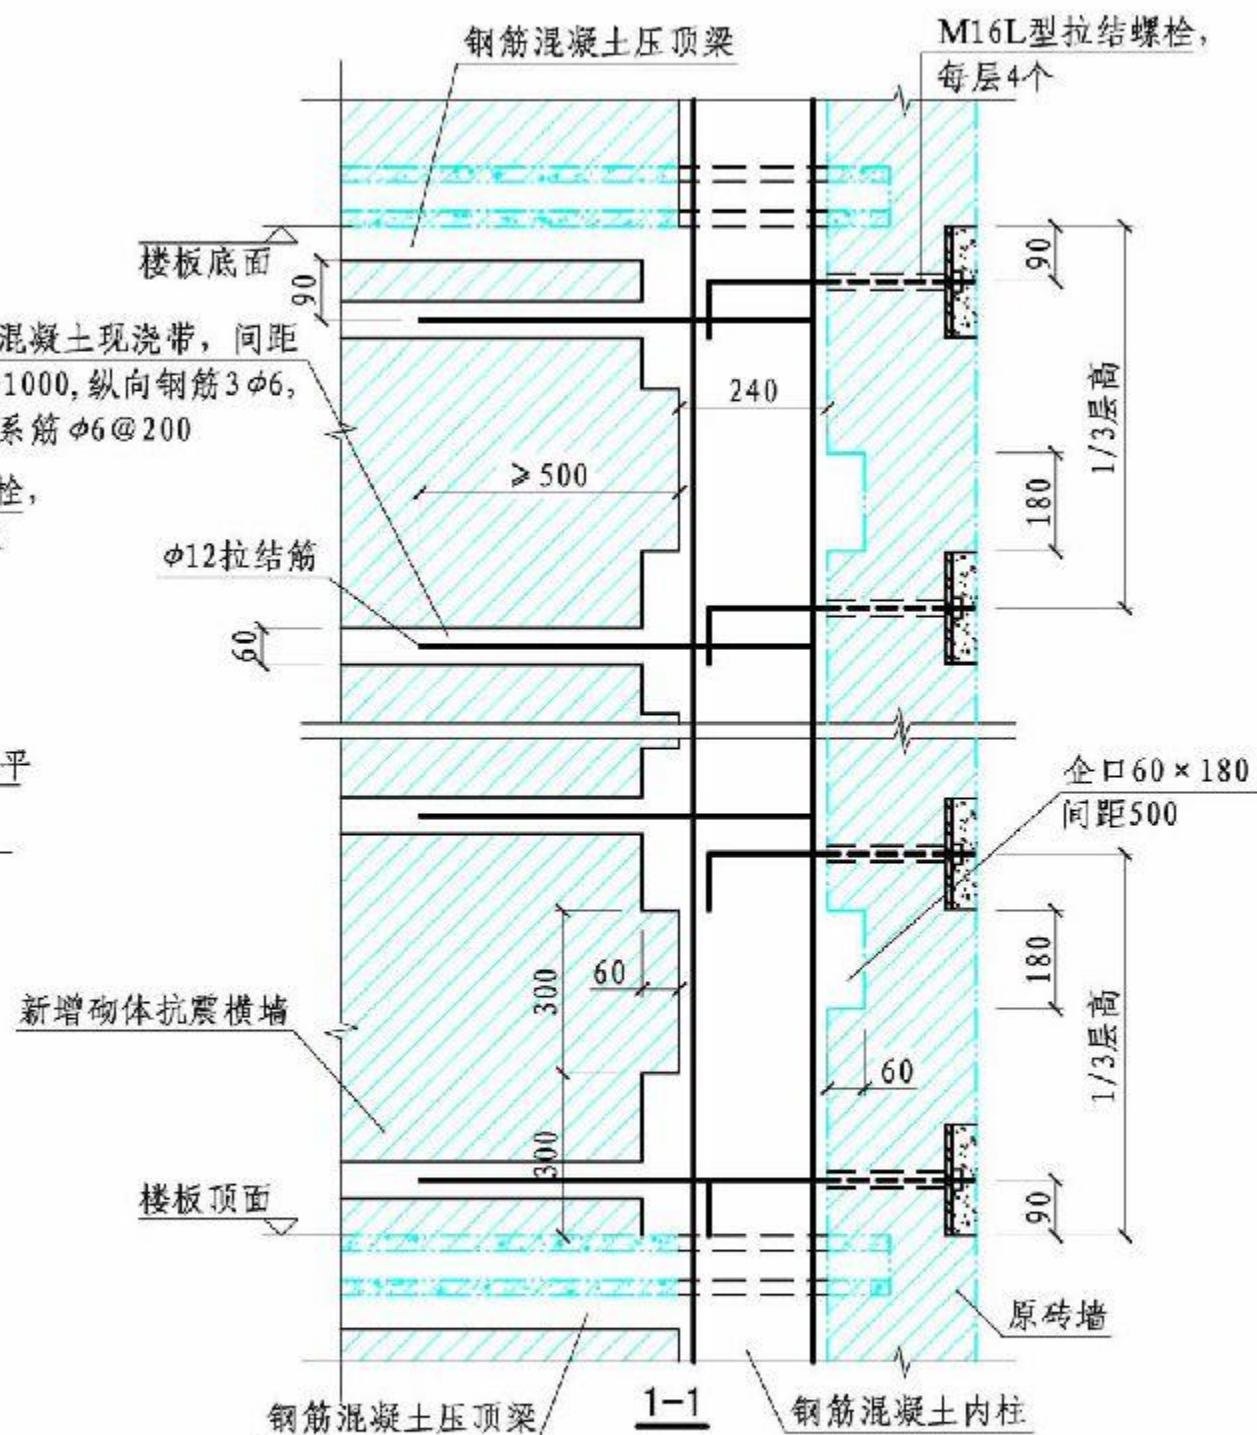 钢筋混凝土压顶梁
M16L型拉结螺栓,
每层4个
楼板底面
90
90
混凝土现浇带，间距
1000,纵向钢筋3φ6,
系筋φ6@200
栓,
240
1/3层高
≥500
180
φ12拉结筋
60
平
企口60×180
间距500
300
60
180
新增砌体抗震横墙
1/3层高
60
300
楼板顶面
90
原砖墙
钢筋混凝土压顶梁
1-1
钢筋混凝土内柱